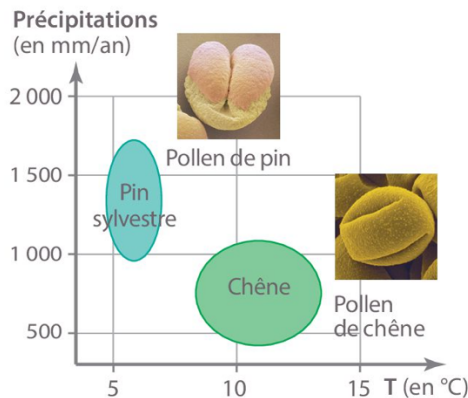 Précipitations
(en mm/an)
2 000
Pollen de pin
1 500
Pin
sylvestre
1 000
Chêne
Pollen
de chêne
500
5
10
15
T (en °C)